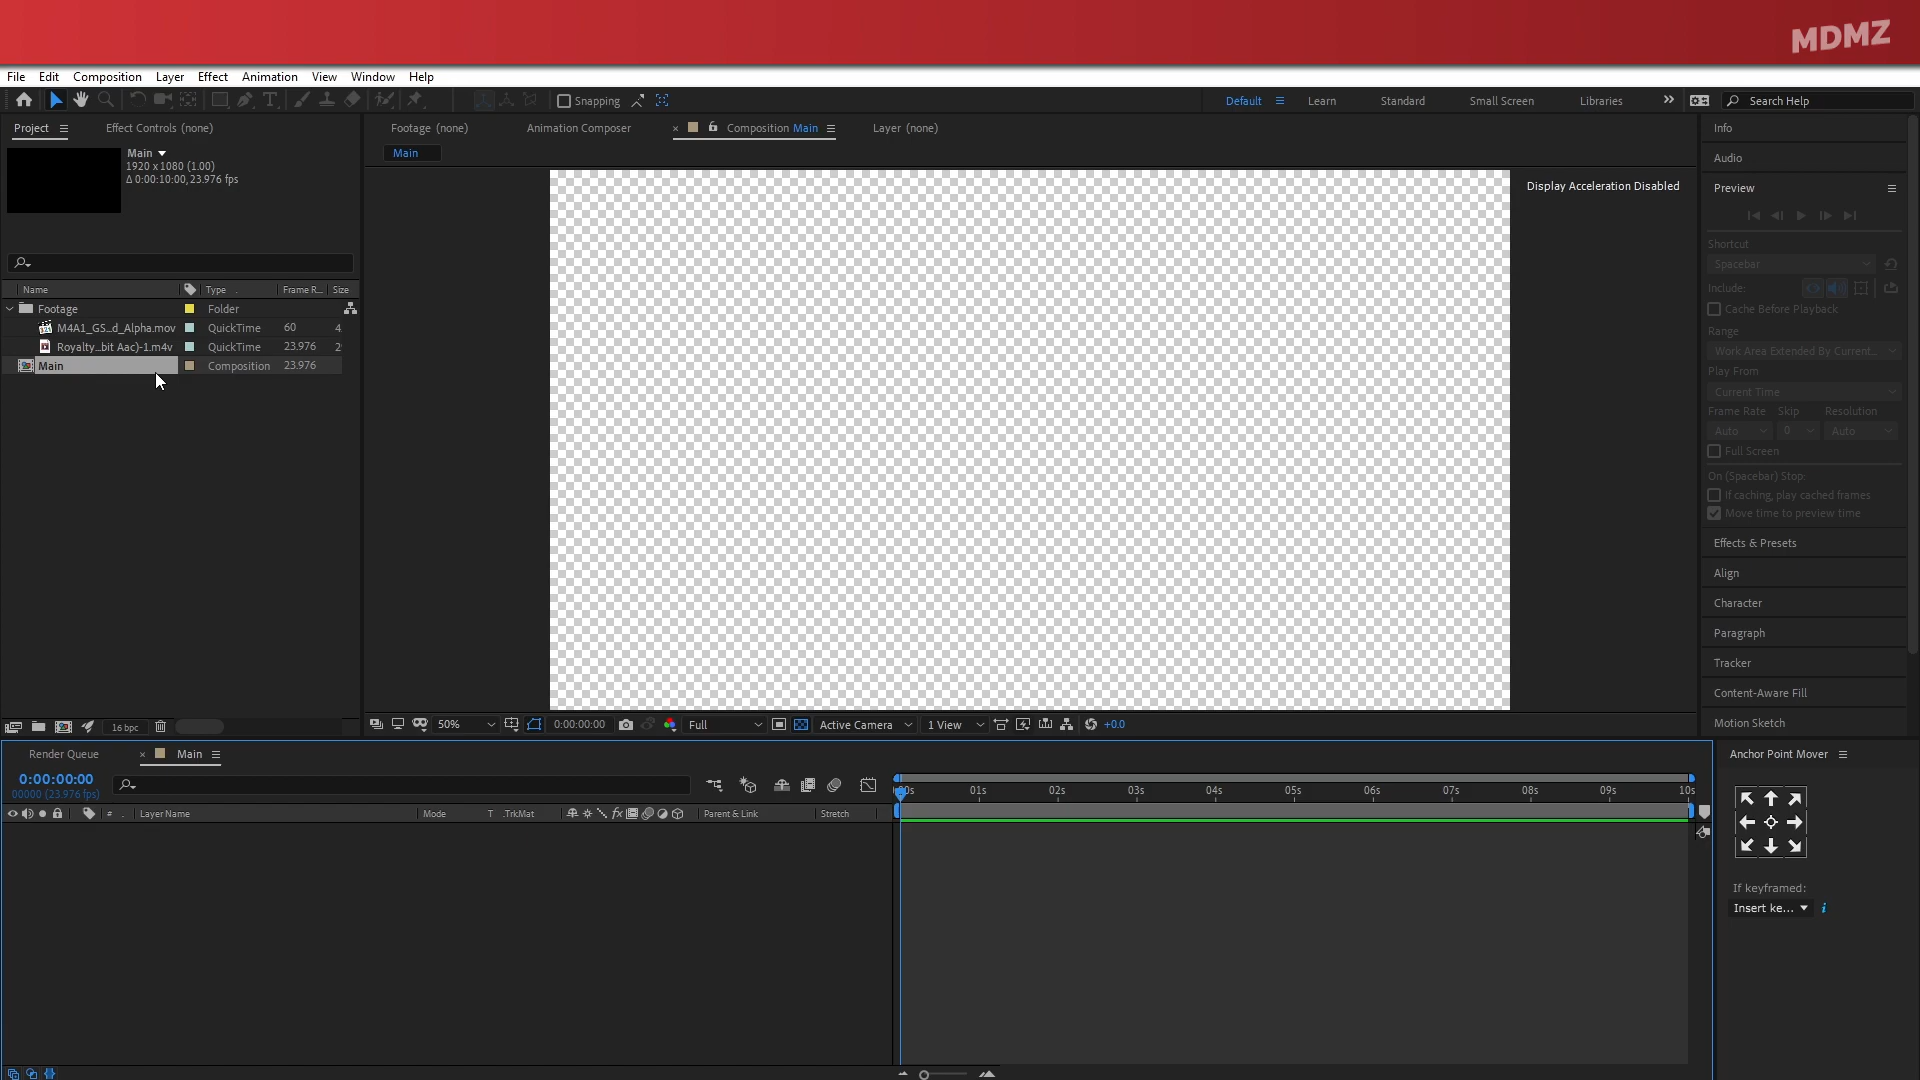 MDMZ
File Edit Composition Layer Effect Animation View Window Help
Snapping
Default Learn Standard Small Screen Libraries Search Help
Project Effect Controls (none)
Footage (none) Animation Composer Composition Main Layer (none)
Main
Main
1920 x 1080 (1.00)
Δ 0:00:10:00, 23.976 fps
Display Acceleration Disabled
Name Type Frame R... Size
Footage Folder
M4A1_GS...d_Alpha.mov QuickTime 60 4
Royalty...bit Aac)-1.m4v QuickTime 23.976 2
Main Composition 23.976
16 bpc
50% 0:00:00:00 Full Active Camera 1 View +0.0
Info
Audio
Preview
Shortcut
Spacebar
Include:
Cache Before Playback
Range
Work Area Extended By Current...
Play From
Current Time
Frame Rate Skip Resolution
Auto 0 Auto
Full Screen
On (Spacebar) Stop:
If caching, play cached frames
Move time to preview time
Effects & Presets
Align
Character
Paragraph
Tracker
Content-Aware Fill
Motion Sketch
Render Queue Main
0:00:00:00
00000 (23.976 fps)
# Layer Name Mode T .TrkMat fx Parent & Link Stretch
00s 01s 02s 03s 04s 05s 06s 07s 08s 09s 10s
Anchor Point Mover
If keyframed:
Insert ke... i